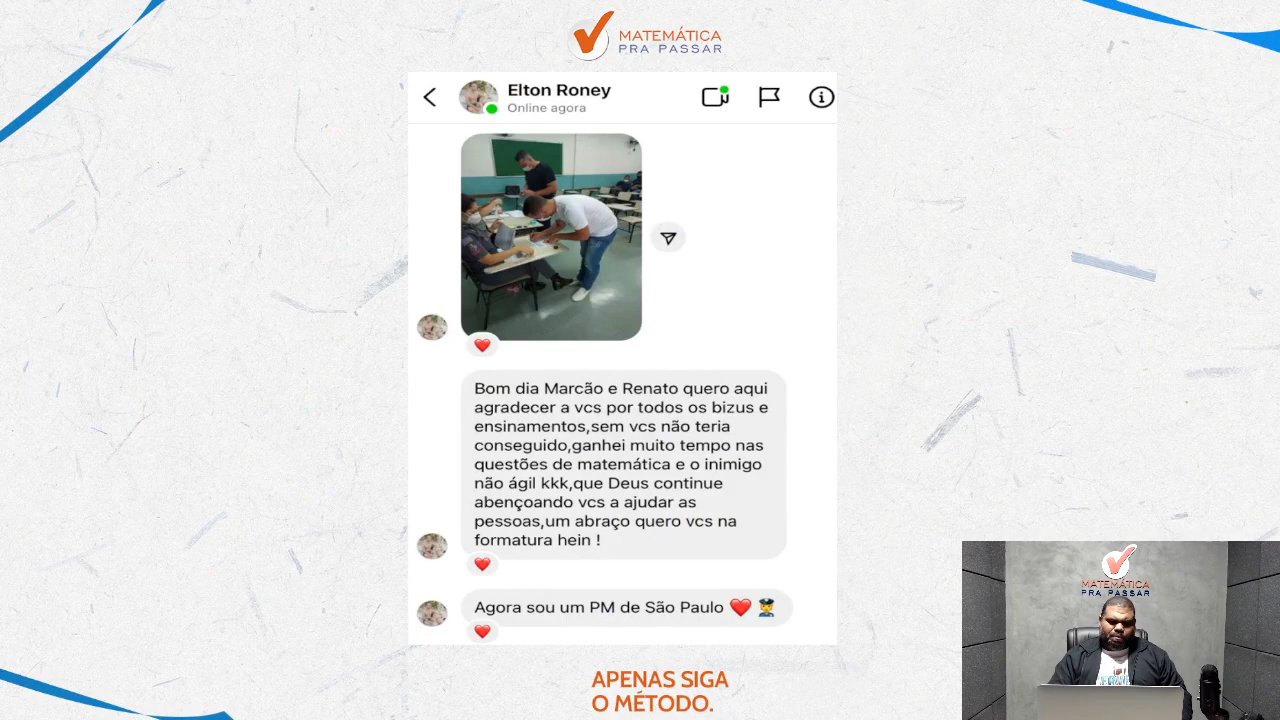 MATEMÁTICA
PRA PASSAR
Elton Roney
Online agora
Bom dia Marcão e Renato quero aqui
agradecer a vcs por todos os bizus e
ensinamentos,sem vcs não teria
conseguido,ganhei muito tempo nas
questões de matemática e o inimigo
não ágil kkk,que Deus continue
abençoando vcs a ajudar as
pessoas,um abraço quero vcs na
formatura hein !
Agora sou um PM de São Paulo ❤️ 👮
MATEMÁTICA
PRA PASSAR
APENAS SIGA
O MÉTODO.